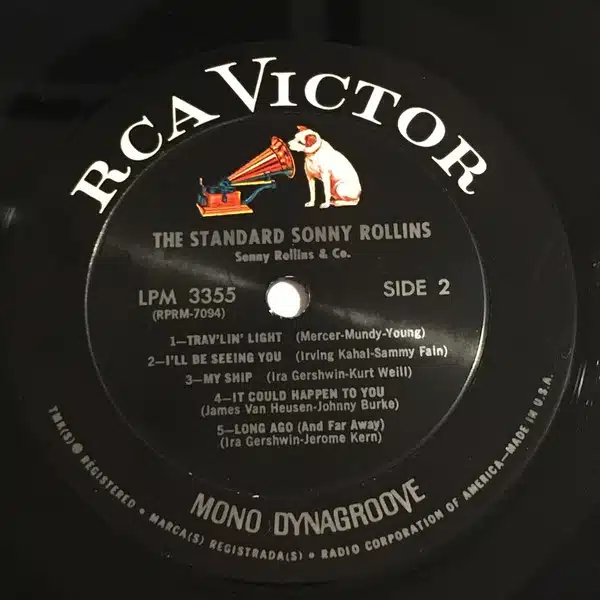 RCA VICTOR
THE STANDARD SONNY ROLLINS
Sonny Rollins & Co.
LPM 3355
(RPRM-7094)
SIDE 2
1—TRAV'LIN' LIGHT (Mercer-Mundy-Young)
2—I'LL BE SEEING YOU (Irving Kahal-Sammy Fain)
3—MY SHIP (Ira Gershwin-Kurt Weill)
4—IT COULD HAPPEN TO YOU
(James Van Heusen-Johnny Burke)
5—LONG AGO (And Far Away)
(Ira Gershwin-Jerome Kern)
MONO DYNAGROOVE
TMK(S) ® REGISTERED • MARCA(S) REGISTRADA(S) • RADIO CORPORATION OF AMERICA—MADE IN U.S.A.